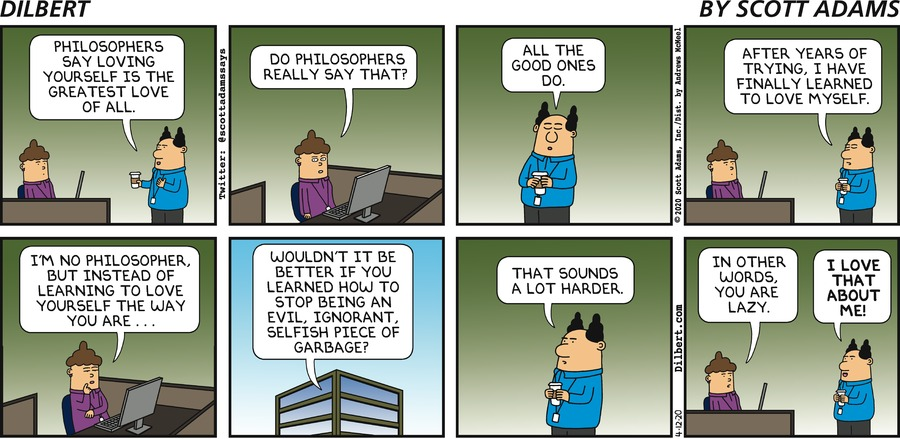 DILBERT
BY SCOTT ADAMS
PHILOSOPHERS
SAY LOVING
YOURSELF IS THE
GREATEST LOVE
OF ALL.
Twitter: @scottadamssays
DO PHILOSOPHERS
REALLY SAY THAT?
ALL THE
GOOD ONES
DO.
© 2020 Scott Adams, Inc./Dist. by Andrews McMeel
AFTER YEARS OF
TRYING, I HAVE
FINALLY LEARNED
TO LOVE MYSELF.
I'M NO PHILOSOPHER,
BUT INSTEAD OF
LEARNING TO LOVE
YOURSELF THE WAY
YOU ARE . . .
WOULDN'T IT BE
BETTER IF YOU
LEARNED HOW TO
STOP BEING AN
EVIL, IGNORANT,
SELFISH PIECE OF
GARBAGE?
THAT SOUNDS
A LOT HARDER.
Dilbert.com
4-12-20
IN OTHER
WORDS,
YOU ARE
LAZY.
I LOVE
THAT
ABOUT
ME!